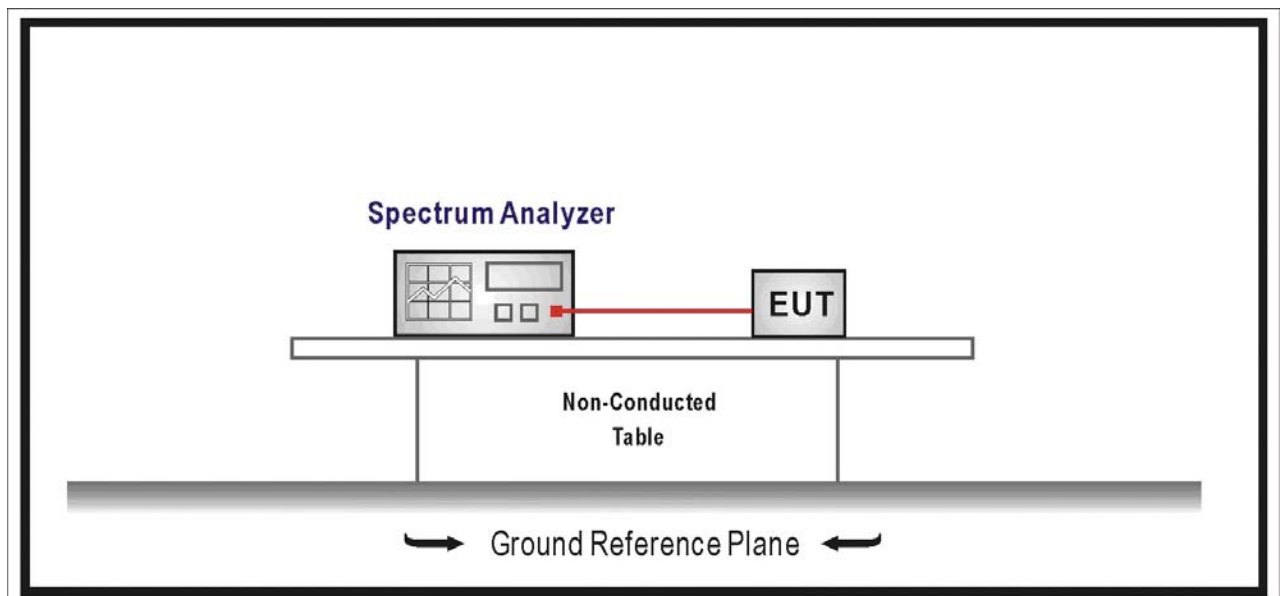 Spectrum Analyzer
EUT
Non-Conducted
Table
Ground Reference Plane